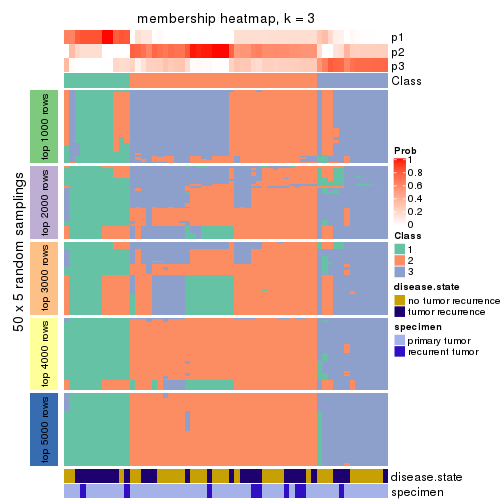 membership heatmap, k = 3
p1
p2
p3
Class
50 x 5 random samplings
top 1000 rows
top 2000 rows
top 3000 rows
top 4000 rows
top 5000 rows
Prob
1
0.8
0.6
0.4
0.2
0
Class
1
2
3
disease.state
no tumor recurrence
tumor recurrence
specimen
primary tumor
recurrent tumor
disease.state
specimen